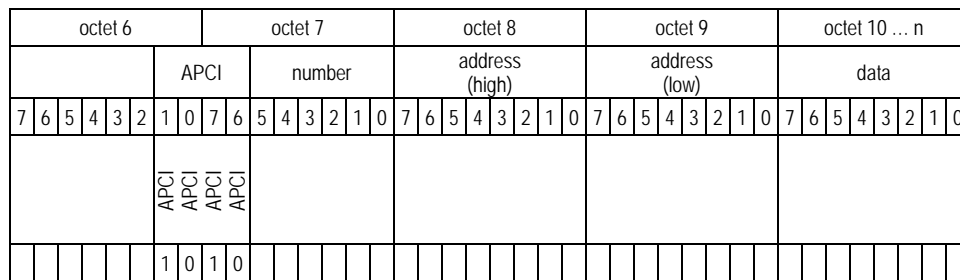 octet 6 octet 7 octet 8 octet 9 octet 10 … n
APCI number address (high) address (low) data
7 6 5 4 3 2 1 0 7 6 5 4 3 2 1 0 7 6 5 4 3 2 1 0 7 6 5 4 3 2 1 0 7 6 5 4 3 2 1 0
APCI APCI APCI APCI
1 0 1 0